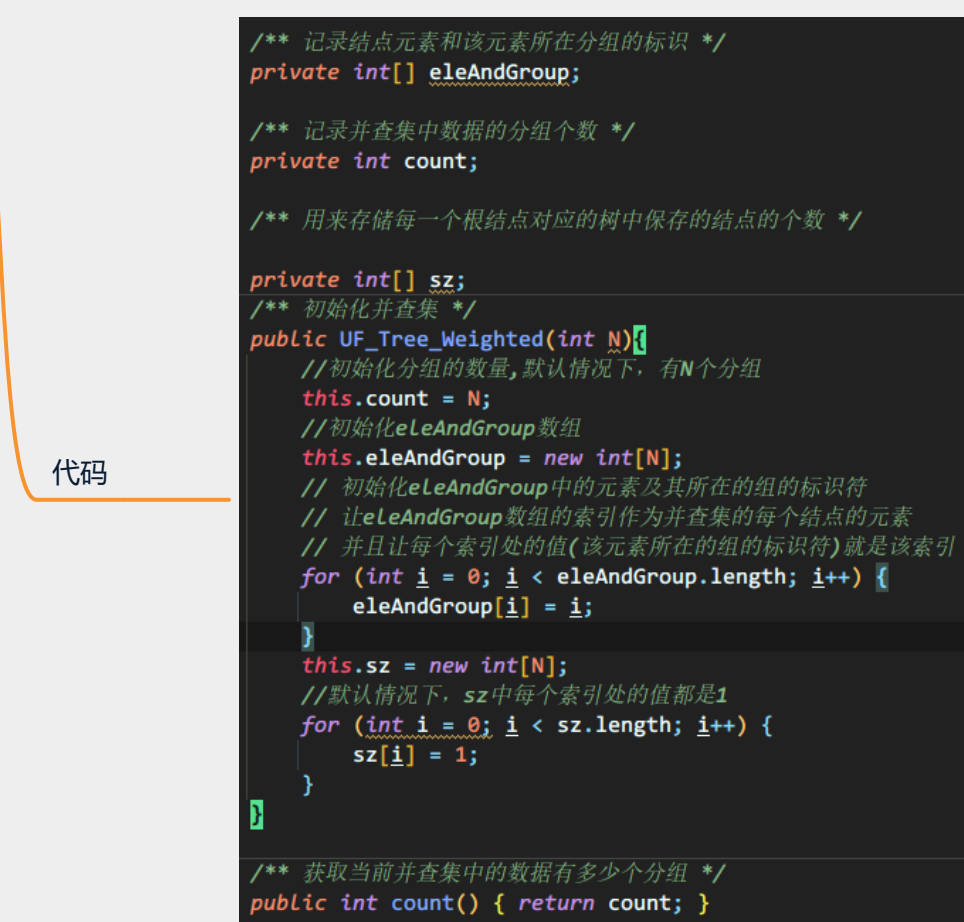 /** 记录结点元素和该元素所在分组的标识 */
private int[] eleAndGroup;
/** 记录并查集中数据的分组个数 */
private int count;
/** 用来存储每一个根结点对应的树中保存的结点的个数 */
private int[] sz;
/** 初始化并查集 */
public UF_Tree_Weighted(int N){
//初始化分组的数量,默认情况下，有N个分组
this.count = N;
//初始化eleAndGroup数组
this.eleAndGroup = new int[N];
代码
// 初始化eleAndGroup中的元素及其所在的组的标识符
// 让eleAndGroup数组的索引作为并查集的每个结点的元素
// 并且让每个索引处的值(该元素所在的组的标识符)就是该索引
for (int i = 0; i < eleAndGroup.length; i++) {
eleAndGroup[i] = i;
}
this.sz = new int[N];
//默认情况下，sz中每个索引处的值都是1
for (int i = 0; i < sz.length; i++) {
sz[i] = 1;
}
}
/** 获取当前并查集中的数据有多少个分组 */
public int count() { return count; }